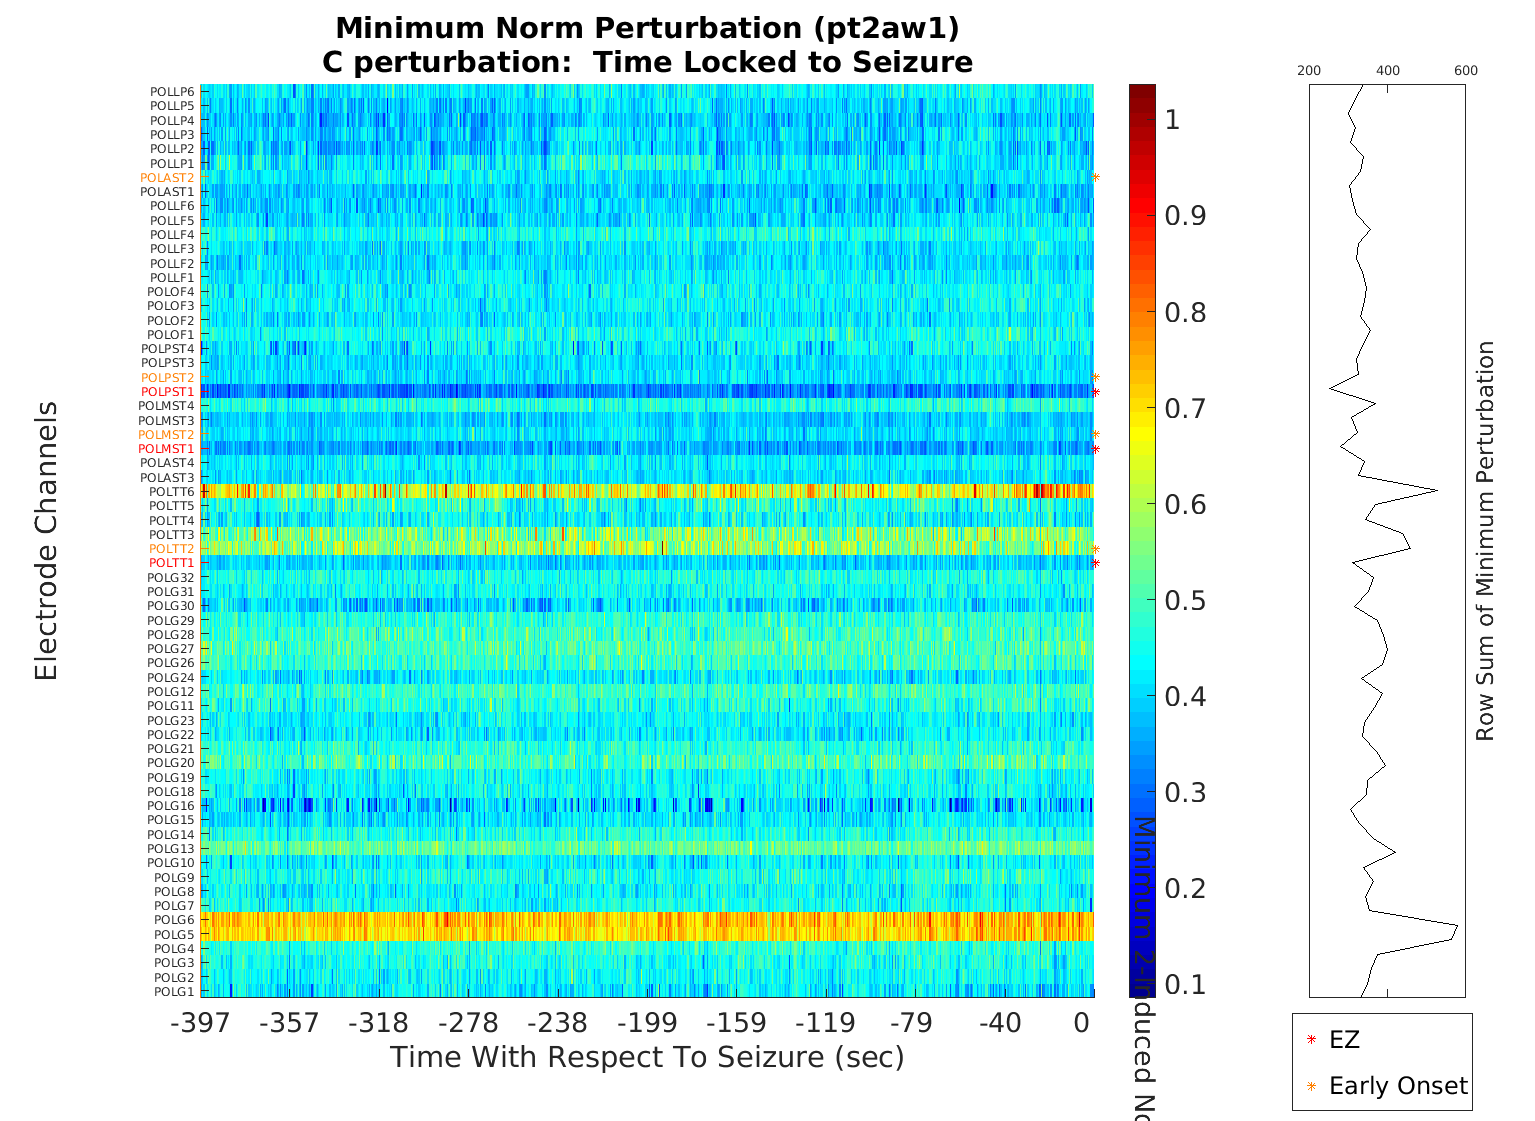 Minimum Norm Perturbation (pt2aw1)
C perturbation:  Time Locked to Seizure
Electrode Channels
POLLP6
POLLP5
POLLP4
POLLP3
POLLP2
POLLP1
POLAST2
POLAST1
POLLF6
POLLF5
POLLF4
POLLF3
POLLF2
POLLF1
POLOF4
POLOF3
POLOF2
POLOF1
POLPST4
POLPST3
POLPST2
POLPST1
POLMST4
POLMST3
POLMST2
POLMST1
POLAST4
POLAST3
POLTT6
POLTT5
POLTT4
POLTT3
POLTT2
POLTT1
POLG32
POLG31
POLG30
POLG29
POLG28
POLG27
POLG26
POLG24
POLG12
POLG11
POLG23
POLG22
POLG21
POLG20
POLG19
POLG18
POLG16
POLG15
POLG14
POLG13
POLG10
POLG9
POLG8
POLG7
POLG6
POLG5
POLG4
POLG3
POLG2
POLG1
-397 -357 -318 -278 -238 -199 -159 -119 -79 -40 0
Time With Respect To Seizure (sec)
1
0.9
0.8
0.7
0.6
0.5
0.4
0.3
0.2
0.1
Minimum 2-Induced No
200 400 600
Row Sum of Minimum Perturbation
EZ
Early Onset